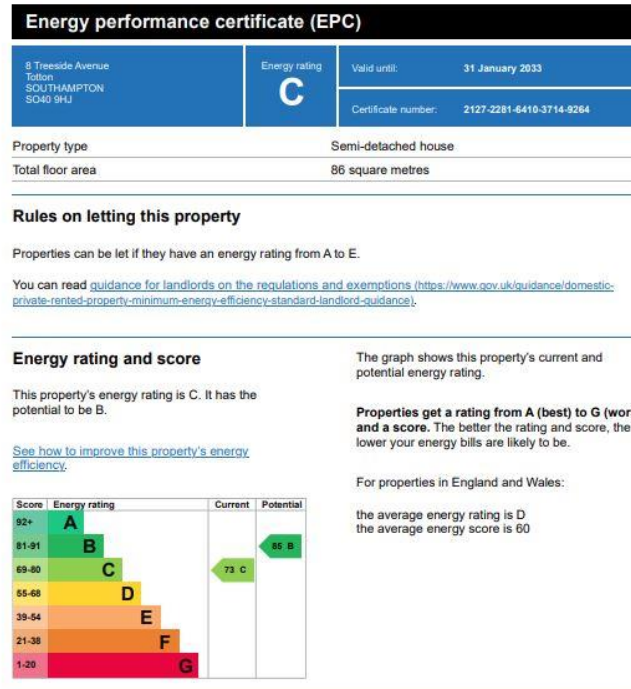 Energy performance certificate (EPC)
8 Treeside Avenue
Totton
SOUTHAMPTON
SO40 9HJ
Energy rating
C
Valid until:
31 January 2033
Certificate number:
2127-2281-6410-3714-9264
Property type
Semi-detached house
Total floor area
86 square metres
Rules on letting this property
Properties can be let if they have an energy rating from A to E.
You can read guidance for landlords on the regulations and exemptions (https://www.gov.uk/guidance/domestic-
private-rented-property-minimum-energy-efficiency-standard-landlord-guidance).
Energy rating and score
This property's energy rating is C. It has the
potential to be B.
See how to improve this property's energy
efficiency.
Score Energy rating Current Potential
92+ A
81-91 B 85 B
69-80 C 73 C
55-68 D
39-54 E
21-38 F
1-20 G
The graph shows this property's current and
potential energy rating.
Properties get a rating from A (best) to G (wor
and a score. The better the rating and score, the
lower your energy bills are likely to be.
For properties in England and Wales:
the average energy rating is D
the average energy score is 60